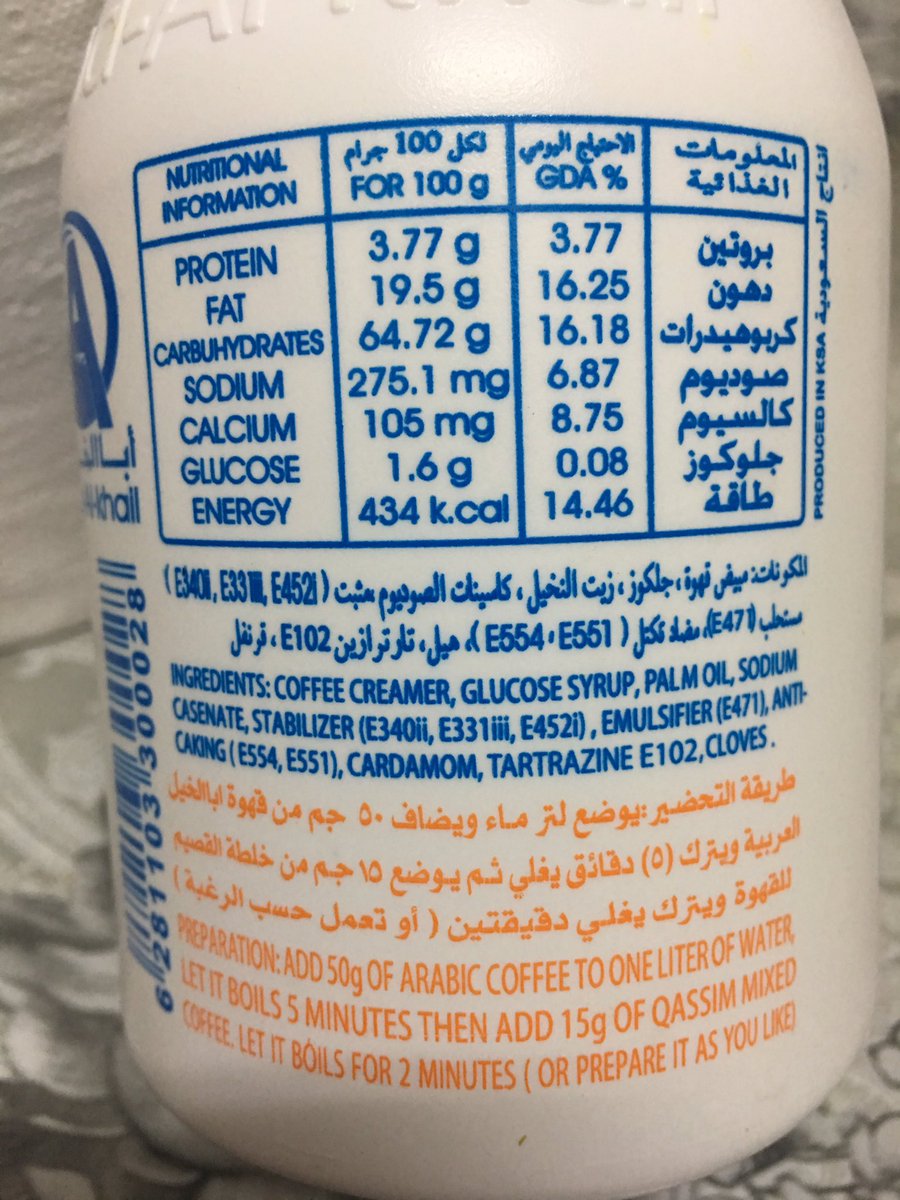 NUTRITIONAL INFORMATION
لكل 100 جرام
FOR 100 g
الاحتياج اليومي
GDA %
المعلومات
الغذائية
PROTEIN 3.77 g 3.77 بروتين
FAT 19.5 g 16.25 دهون
CARBUHYDRATES 64.72 g 16.18 كربوهيدرات
SODIUM 275.1 mg 6.87 صوديوم
CALCIUM 105 mg 8.75 كالسيوم
GLUCOSE 1.6 g 0.08 جلوكوز
ENERGY 434 k.cal 14.46 طاقة
انتاج السعودية PRODUCED IN KSA
المكونات: مبيض قهوة، جلكوز، زيت النخيل، كاسينات الصوديوم مثبت (E340ii, E331iii, E452i)
مستحلب (E471)، مضاد تكتل (E551، E554)، هيل، تارترازين E102، قرنفل
INGREDIENTS: COFFEE CREAMER, GLUCOSE SYRUP, PALM OIL, SODIUM
CASENATE, STABILIZER (E340ii, E331iii, E452i), EMULSIFIER (E471), ANTI-
CAKING (E554, E551), CARDAMOM, TARTRAZINE E102, CLOVES.
طريقة التحضير: يوضع لتر ماء ويضاف ٥٠ جم من قهوة اباالخيل
العربية ويترك (٥) دقائق يغلي ثم يوضع ١٥ جم من خلطة القصيم
للقهوة ويترك يغلي دقيقتين (أو تعمل حسب الرغبة)
PREPARATION: ADD 50g OF ARABIC COFFEE TO ONE LITER OF WATER,
LET IT BOILS 5 MINUTES THEN ADD 15g OF QASSIM MIXED
COFFEE. LET IT BOILS FOR 2 MINUTES (OR PREPARE IT AS YOU LIKE)
6281103300028